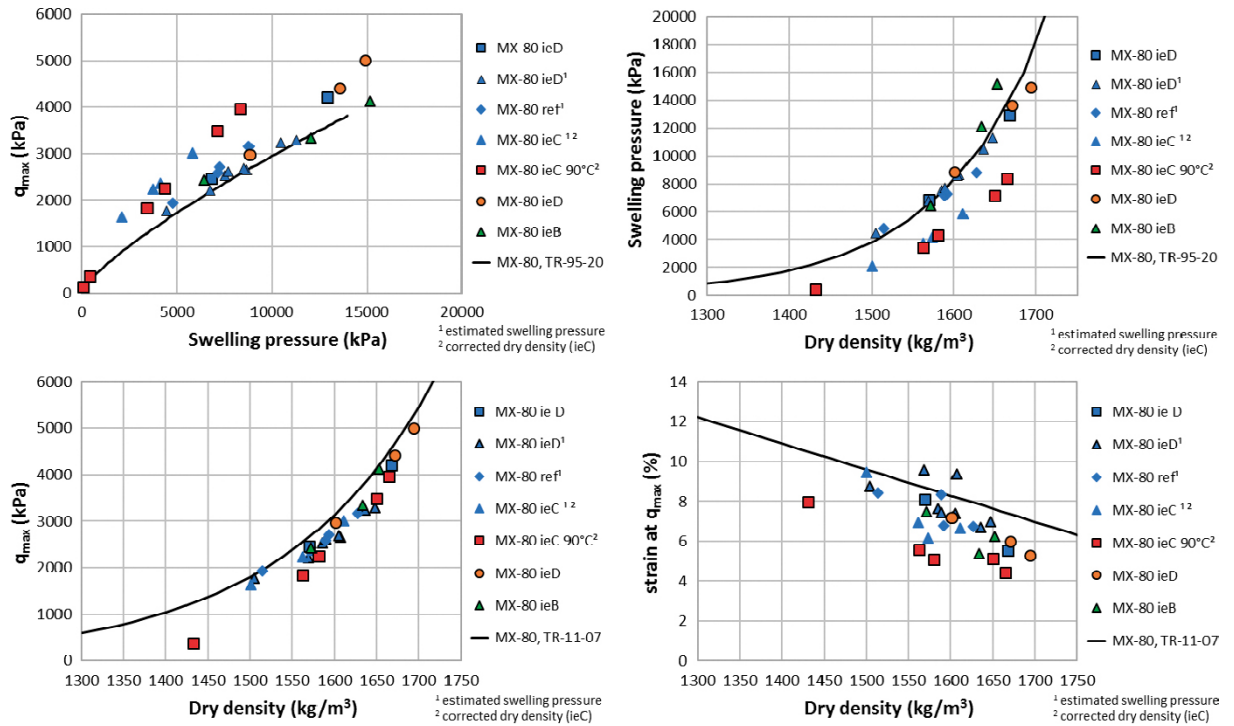 6000
5000
4000
3000
2000
1000
0
qmax (kPa)
0 5000 10000 15000 20000
Swelling pressure (kPa)
MX 80 ieD
MX-80 ieD¹
MX-80 ref¹
MX-80 ieC ¹ ²
MX-80 ieC 90°C²
MX-80 ieD
MX-80 ieB
MX-80, TR-95-20
¹ estimated swelling pressure
² corrected dry density (ieC)
20000
18000
16000
14000
12000
10000
8000
6000
4000
2000
0
Swelling pressure (kPa)
1300 1400 1500 1600 1700
Dry density (kg/m³)
MX-80 ieD
MX-80 ieD¹
MX-80 ref¹
MX-80 ieC ¹ ²
MX-80 ieC 90°C²
MX-80 ieD
MX-80 ieB
MX-80, TR-95-20
¹ estimated swelling pressure
² corrected dry density (ieC)
6000
5000
4000
3000
2000
1000
0
qmax (kPa)
1300 1350 1400 1450 1500 1550 1600 1650 1700 1750
Dry density (kg/m³)
MX-80 ie D
MX-80 ieD¹
MX-80 ref¹
MX-80 ieC ¹ ²
MX-80 ieC 90°C²
MX-80 ieD
MX-80 ieB
MX-80, TR-11-07
¹ estimated swelling pressure
² corrected dry density (ieC)
14
12
10
8
6
4
2
0
strain at qmax (%)
1300 1350 1400 1450 1500 1550 1600 1650 1700 1750
Dry density (kg/m³)
MX-80 ie D
MX-80 ieD¹
MX-80 ref¹
MX-80 ieC ¹ ²
MX-80 ieC 90°C²
MX-80 ieD
MX-80 ieB
MX-80, TR-11-07
¹ estimated swelling pressure
² corrected dry density (ieC)